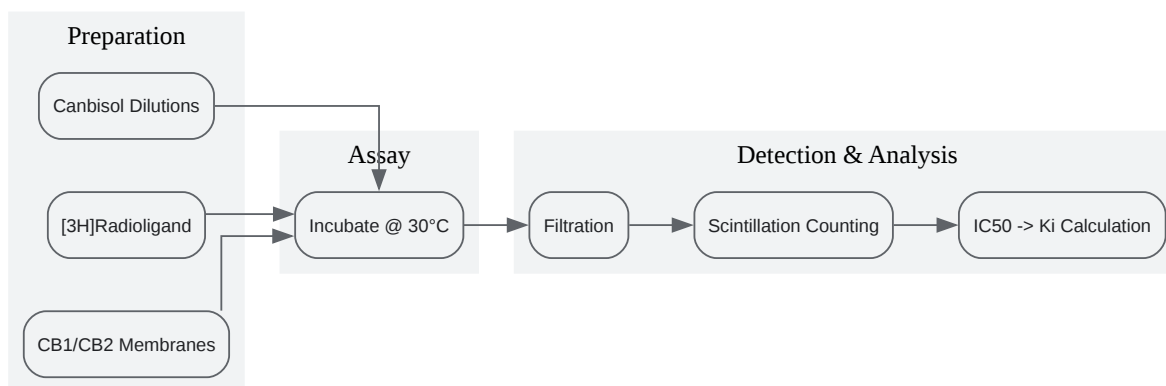 Preparation
Canbisol Dilutions
[3H]Radioligand
CB1/CB2 Membranes
Assay
Incubate @ 30°C
Detection & Analysis
Filtration
Scintillation Counting
IC50 -> Ki Calculation